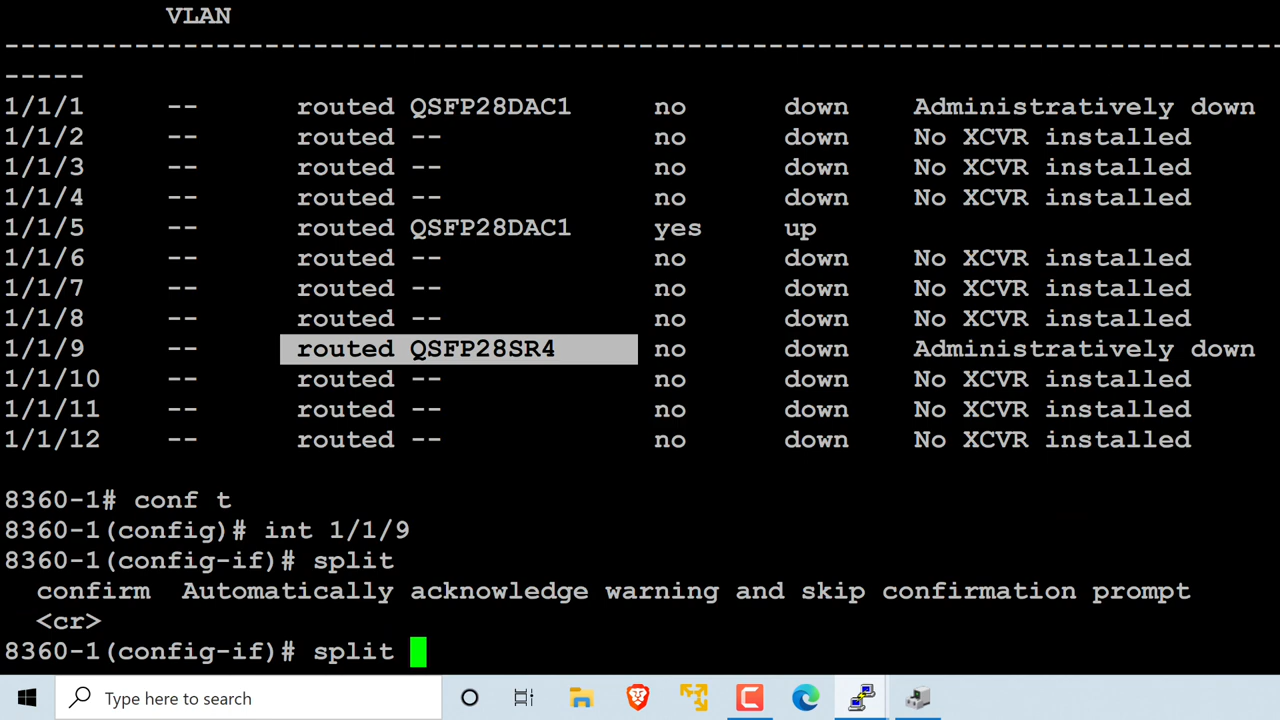 VLAN
--------------------------------------------------------------------------------
-----
1/1/1 -- routed QSFP28DAC1 no down Administratively down
1/1/2 -- routed -- no down No XCVR installed
1/1/3 -- routed -- no down No XCVR installed
1/1/4 -- routed -- no down No XCVR installed
1/1/5 -- routed QSFP28DAC1 yes up
1/1/6 -- routed -- no down No XCVR installed
1/1/7 -- routed -- no down No XCVR installed
1/1/8 -- routed -- no down No XCVR installed
1/1/9 -- routed QSFP28SR4 no down Administratively down
1/1/10 -- routed -- no down No XCVR installed
1/1/11 -- routed -- no down No XCVR installed
1/1/12 -- routed -- no down No XCVR installed
8360-1# conf t
8360-1(config)# int 1/1/9
8360-1(config-if)# split
confirm Automatically acknowledge warning and skip confirmation prompt
<cr>
8360-1(config-if)# split
Type here to search